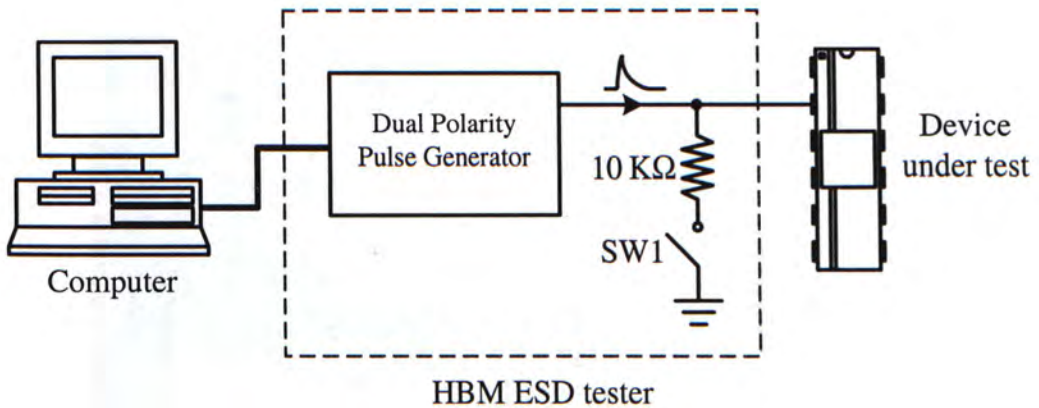 Dual Polarity
Pulse Generator
10 KΩ
SW1
Device
under test
Computer
HBM ESD tester